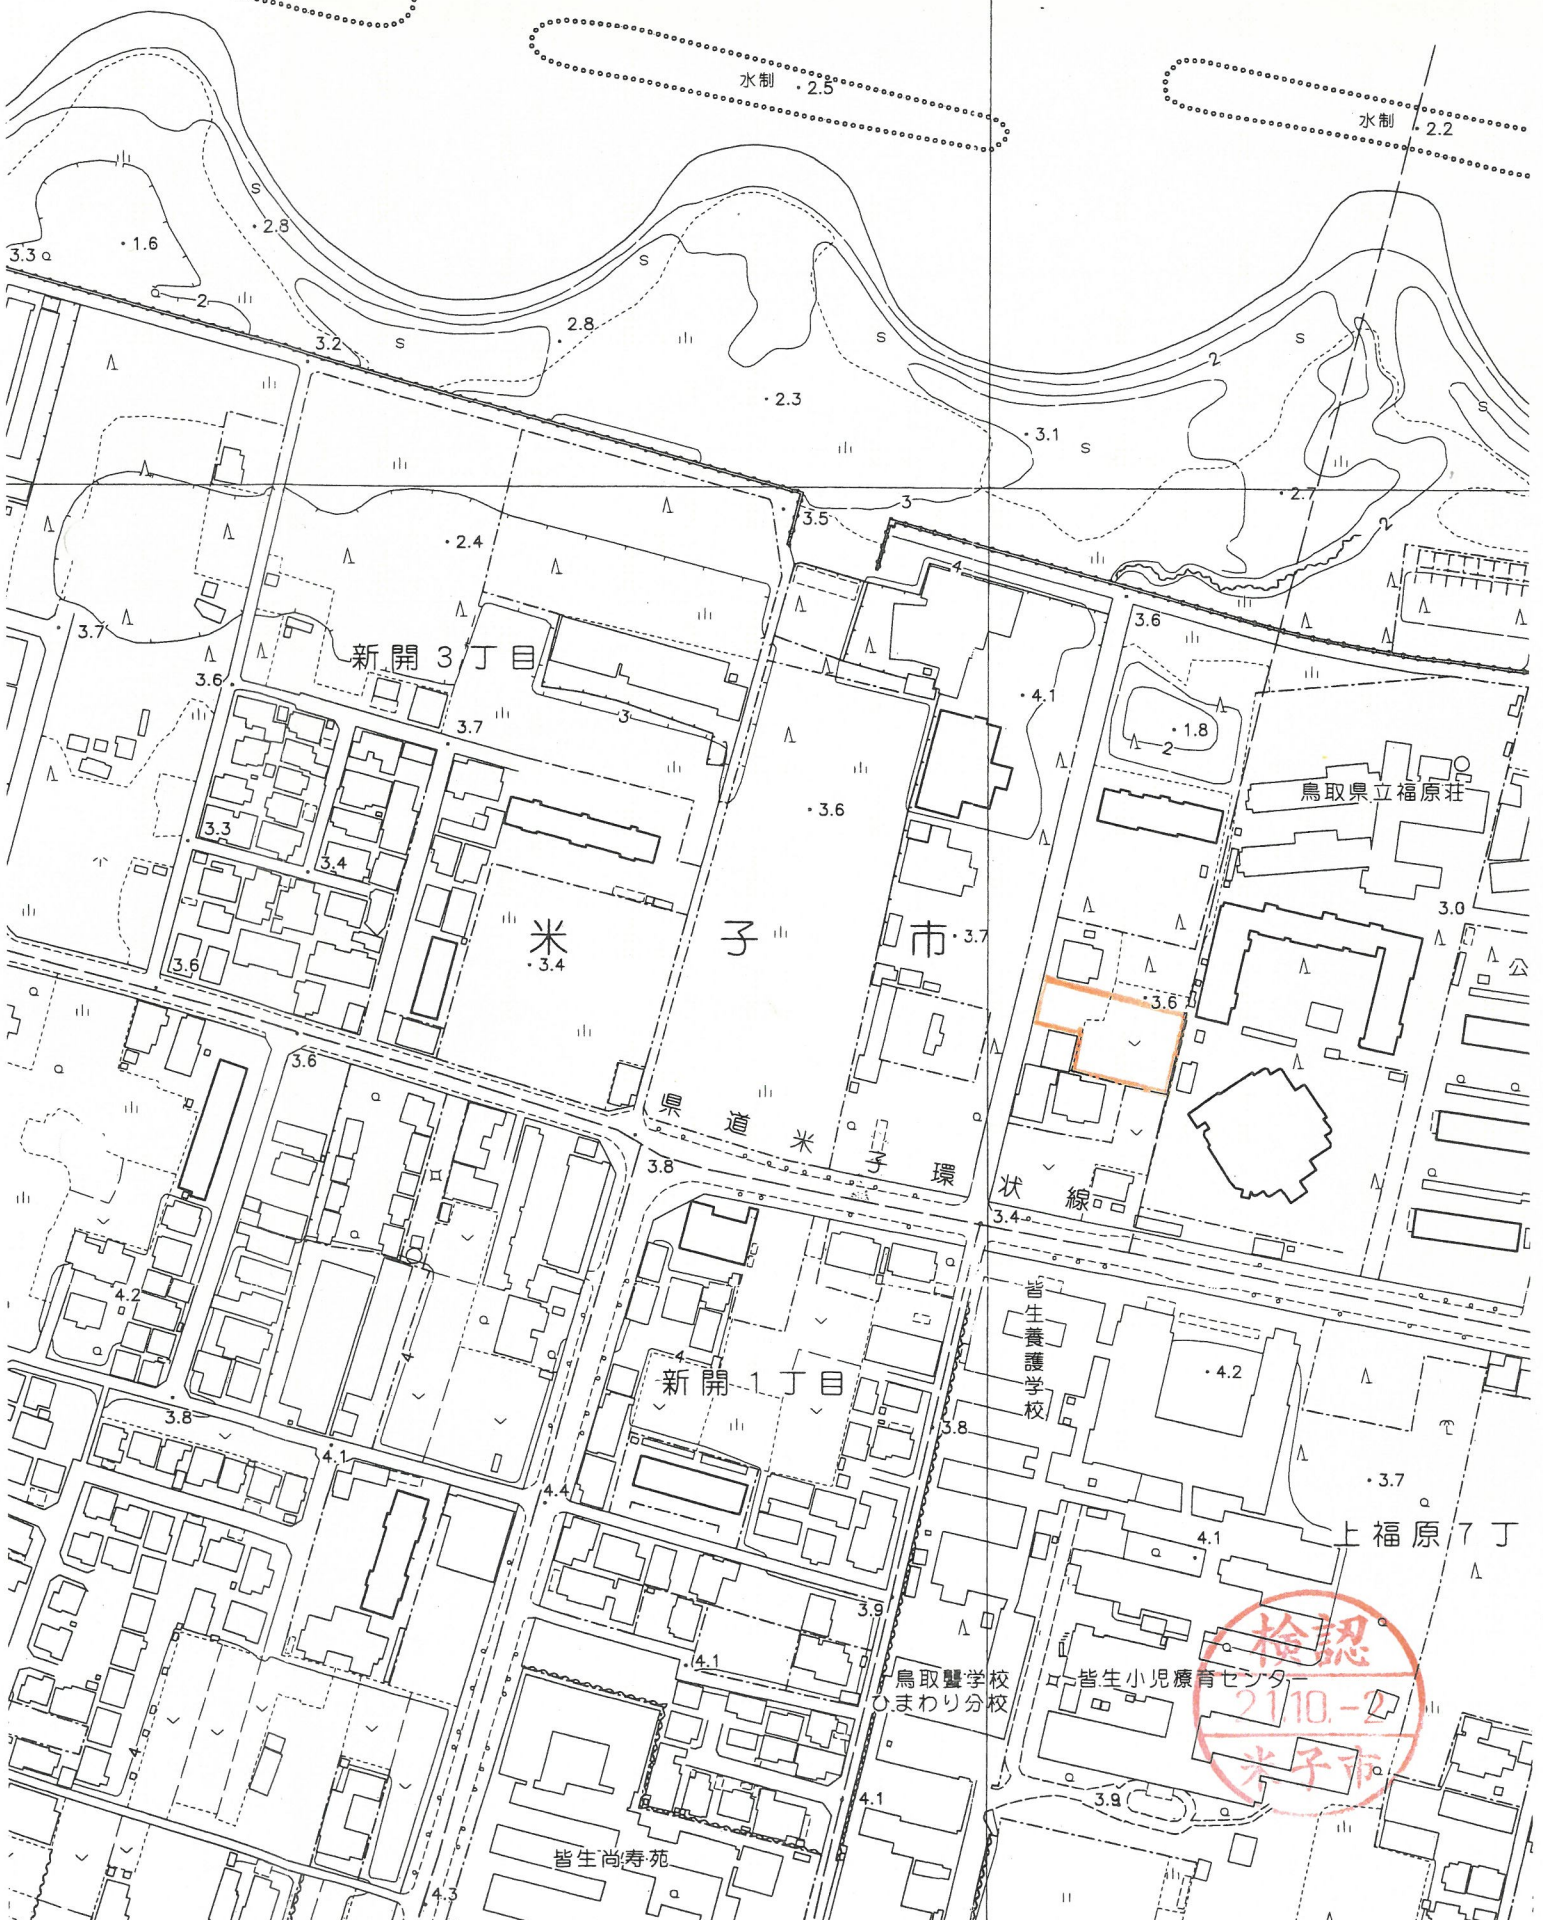 水制
2.5
水制
2.2
S
2.8
1.6
3.3
S
2
3.2
S
2.8
S
S
2
2.3
S
3.1
S
3
2.7
2
3.5
2.4
4
3.7
3.6
新開3丁目
3.6
4.1
3.7
3
1.8
2
3.6
鳥取県立福原荘
3.3
3.4
3.0
米子市
3.7
3.4
3.6
公
3.6
3.6
県道米子環状線
3.8
3.4
4.2
皆生養護学校
4
4
新開1丁目
4.2
3.8
3.8
4.1
3.7
4.4
4.1
上福原7丁
3.9
検認
4.1
鳥取聾学校
ひまわり分校
皆生小児療育センター
21.10.-2
米子市
4
3.9
4.1
皆生尚寿苑
4.3